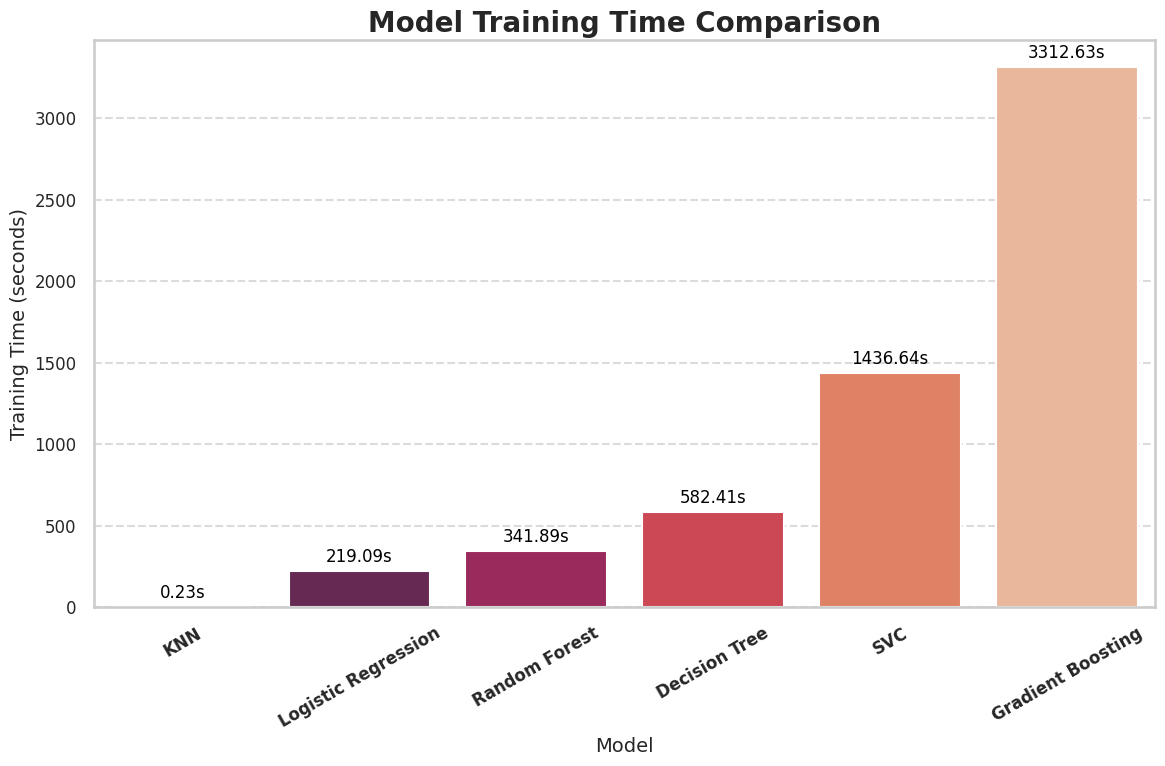 Model Training Time Comparison
Training Time (seconds)
3000
2500
2000
1500
1000
500
0
0.23s
219.09s
341.89s
582.41s
1436.64s
3312.63s
KNN
Logistic Regression
Random Forest
Decision Tree
SVC
Gradient Boosting
Model